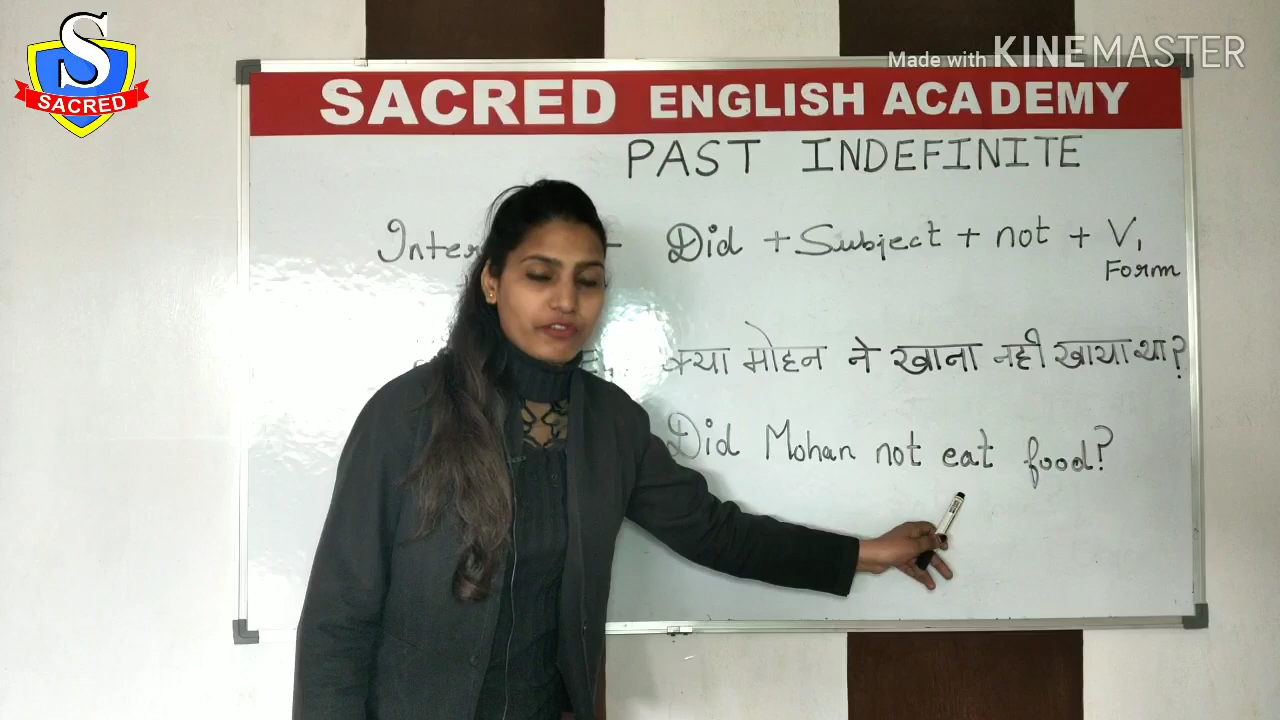 S
SACRED
Made with KINEMASTER
SACRED ENGLISH ACADEMY
PAST INDEFINITE
Did + Subject + not + V1
Form
क्या मोहन ने खाना नही खाया था?
Did Mohan not eat food?